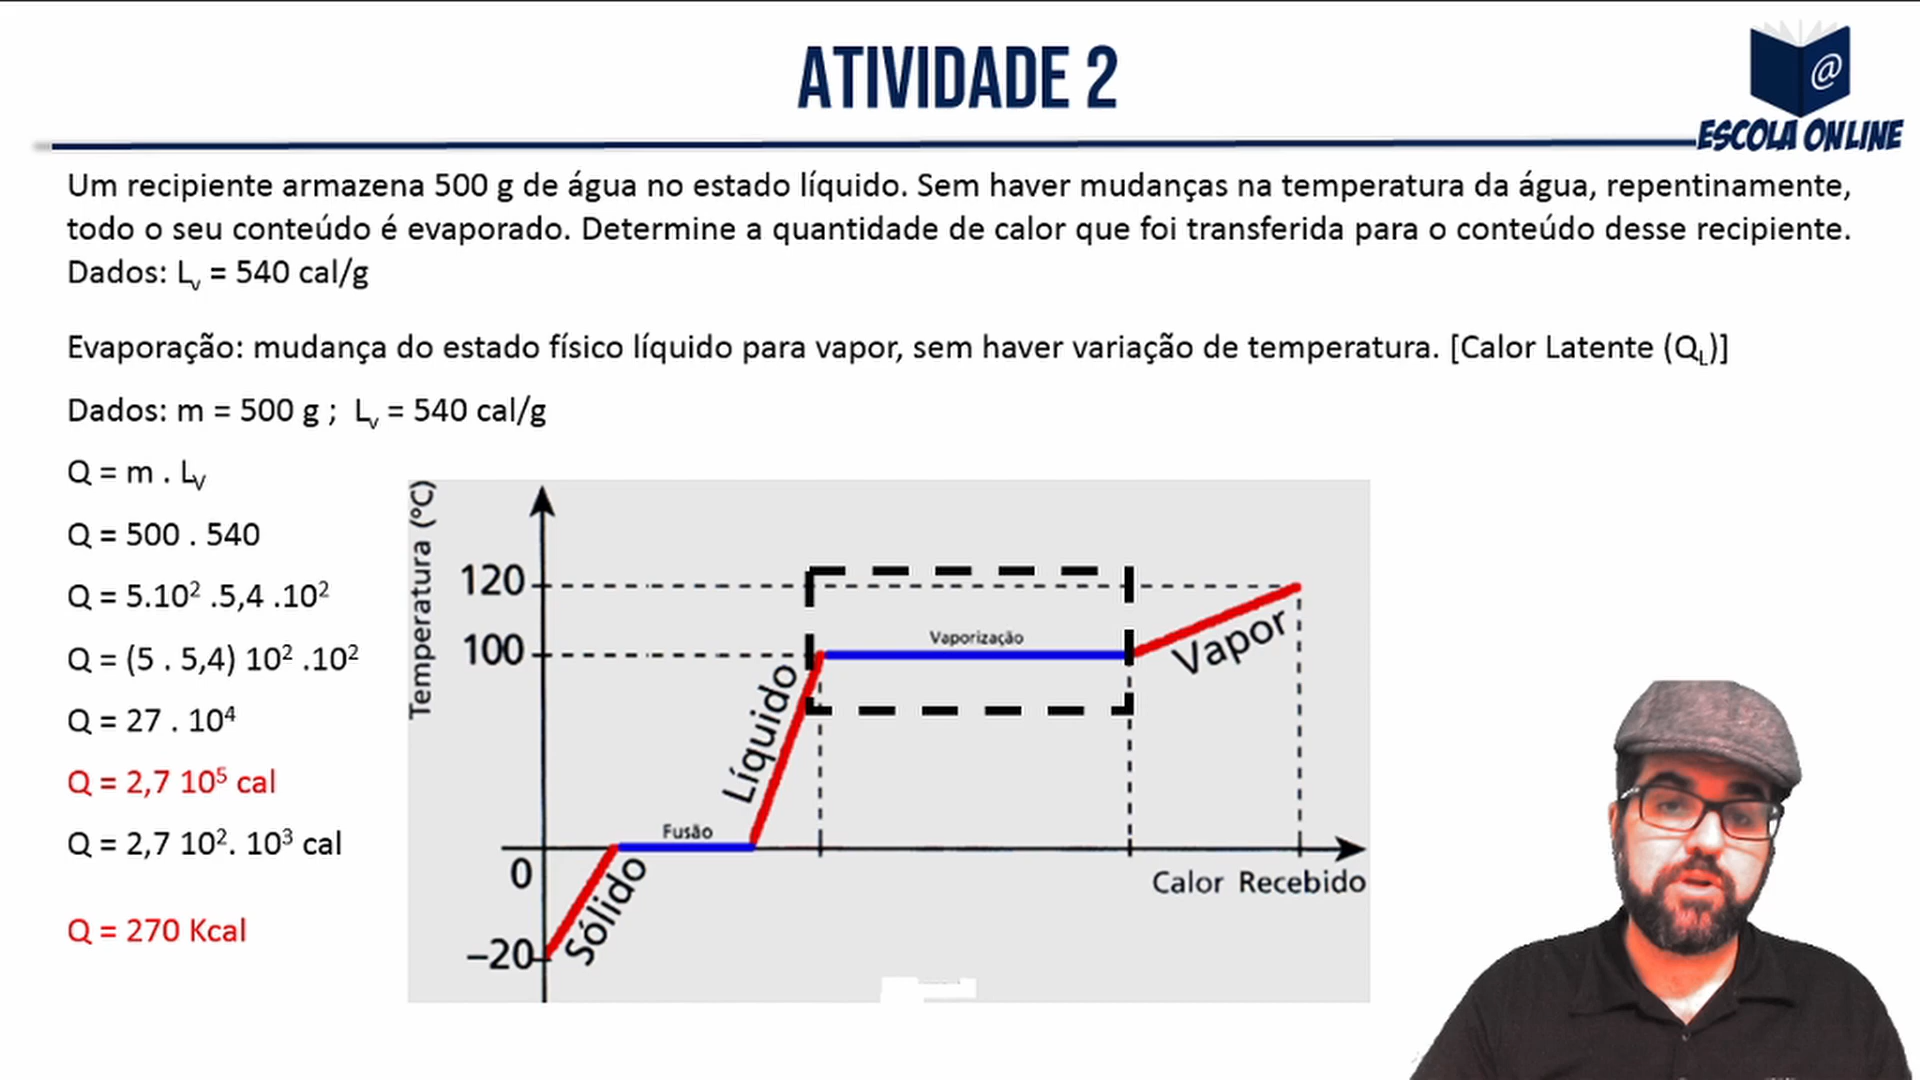 ATIVIDADE 2
@
ESCOLA ONLINE
Um recipiente armazena 500 g de água no estado líquido. Sem haver mudanças na temperatura da água, repentinamente,
todo o seu conteúdo é evaporado. Determine a quantidade de calor que foi transferida para o conteúdo desse recipiente.
Dados: Lv = 540 cal/g
Evaporação: mudança do estado físico líquido para vapor, sem haver variação de temperatura. [Calor Latente (QL)]
Dados: m = 500 g ; Lv = 540 cal/g
Q = m . LV
Q = 500 . 540
Q = 5.10² .5,4 .10²
Q = (5 . 5,4) 10² .10²
Q = 27 . 10⁴
Q = 2,7 10⁵ cal
Q = 2,7 10². 10³ cal
Q = 270 Kcal
Temperatura (ºC)
120
100
0
−20
Sólido
Fusão
Líquido
Vaporização
Vapor
Calor Recebido